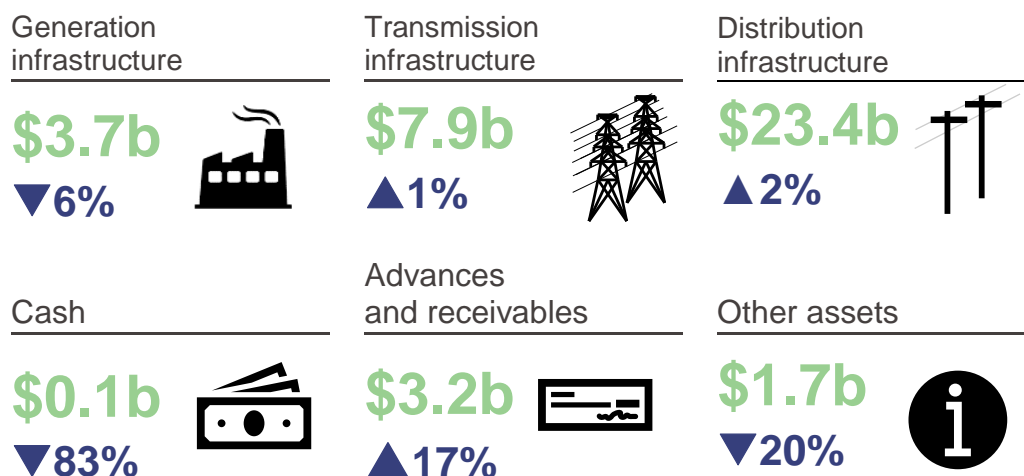 Generation
infrastructure
$3.7b
▼6%
Transmission
infrastructure
$7.9b
▲1%
Distribution
infrastructure
$23.4b
▲2%
Cash
$0.1b
▼83%
Advances
and receivables
$3.2b
▲17%
Other assets
$1.7b
▼20%